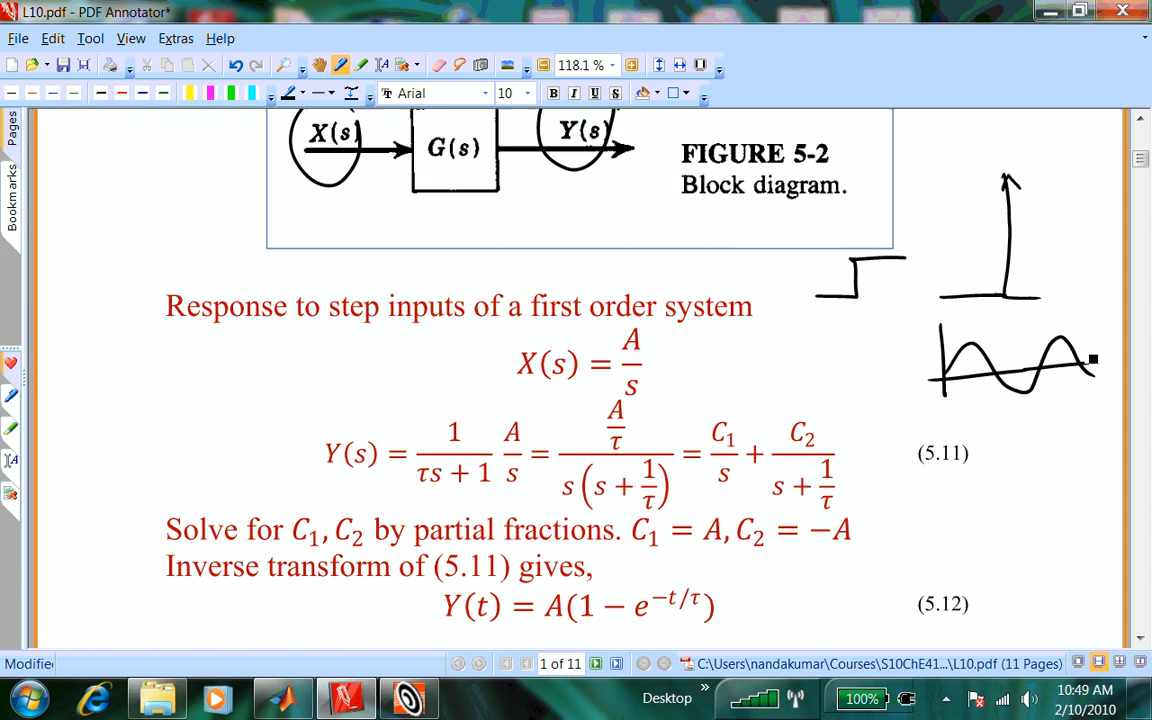 L10.pdf - PDF Annotator*
File Edit Tool View Extras Help
118.1 %
Arial 10 B I U S
Pages
Bookmarks
X(s) G(s) Y(s)
FIGURE 5-2
Block diagram.
Response to step inputs of a first order system
X(s) = A/s
Y(s) = 1/(τs + 1) A/s = (A/τ)/(s(s + 1/τ)) = C₁/s + C₂/(s + 1/τ) (5.11)
Solve for C₁, C₂ by partial fractions. C₁ = A, C₂ = −A
Inverse transform of (5.11) gives,
Y(t) = A(1 − e^(−t/τ)) (5.12)
Modifie 1 of 11 C:\Users\nandakumar\Courses\S10ChE41...\L10.pdf (11 Pages)
Desktop » 100% 10:49 AM
2/10/2010